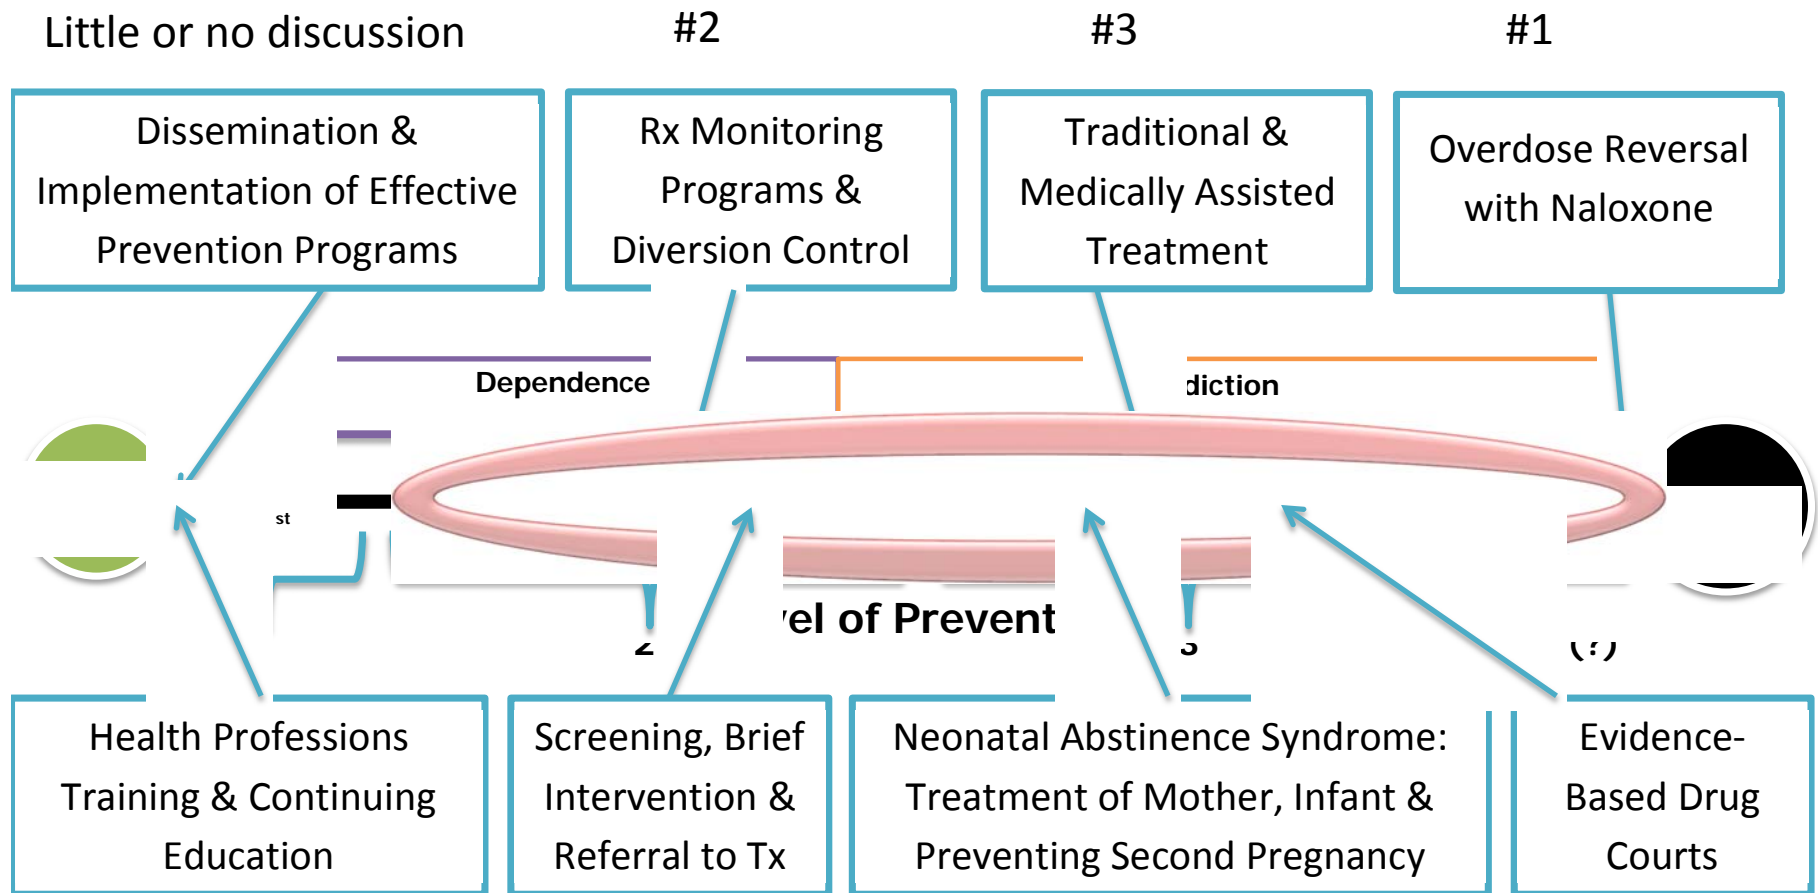 Little or no discussion
#2
#3
#1
Dissemination &
Implementation of Effective
Prevention Programs
Rx Monitoring
Programs &
Diversion Control
Traditional &
Medically Assisted
Treatment
Overdose Reversal
with Naloxone
Dependence
diction
st
el of Prevent
2
3
(?)
Health Professions
Training & Continuing
Education
Screening, Brief
Intervention &
Referral to Tx
Neonatal Abstinence Syndrome:
Treatment of Mother, Infant &
Preventing Second Pregnancy
Evidence-
Based Drug
Courts